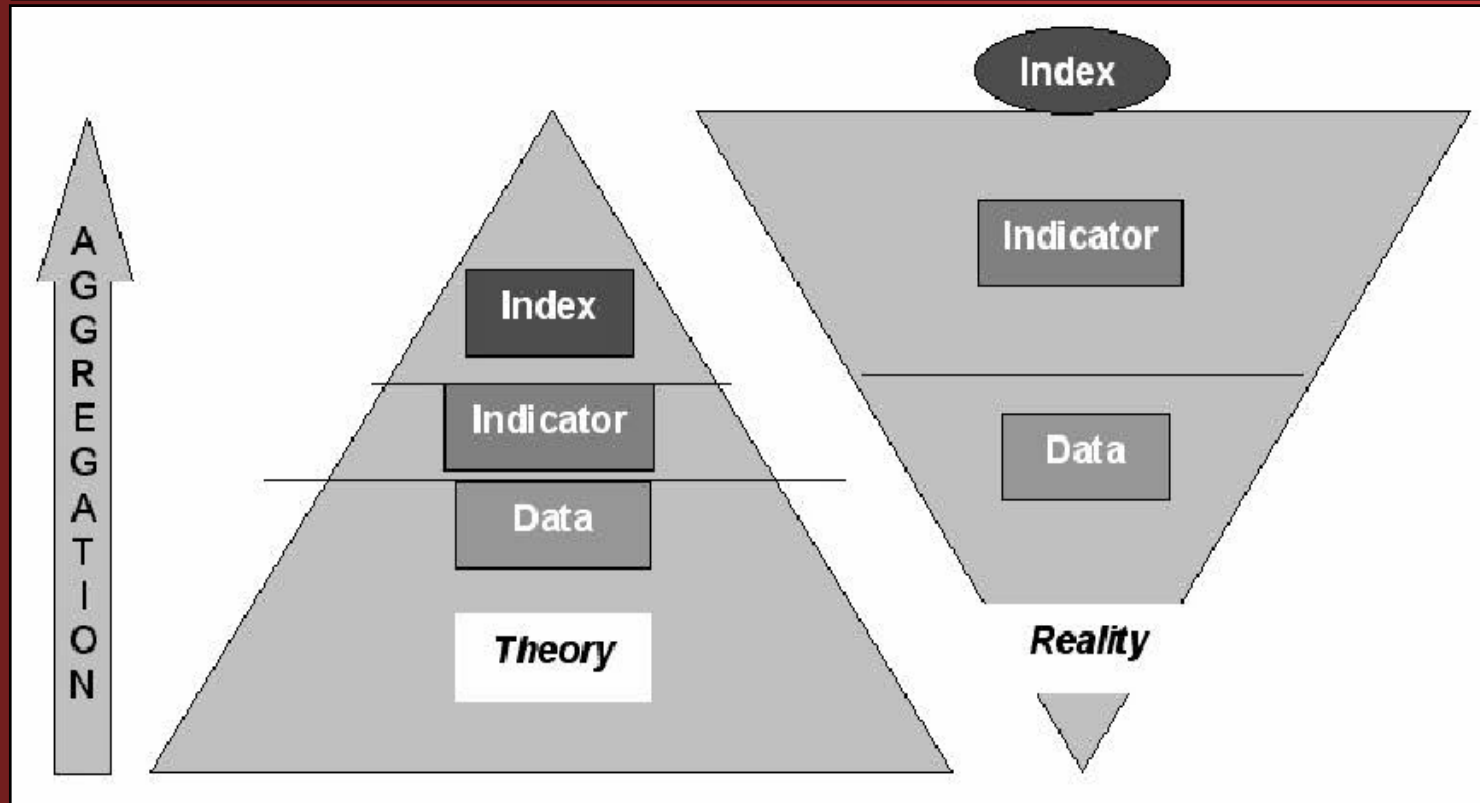 AGGREGATION
Index
Indicator
Data
Theory
Index
Indicator
Data
Reality